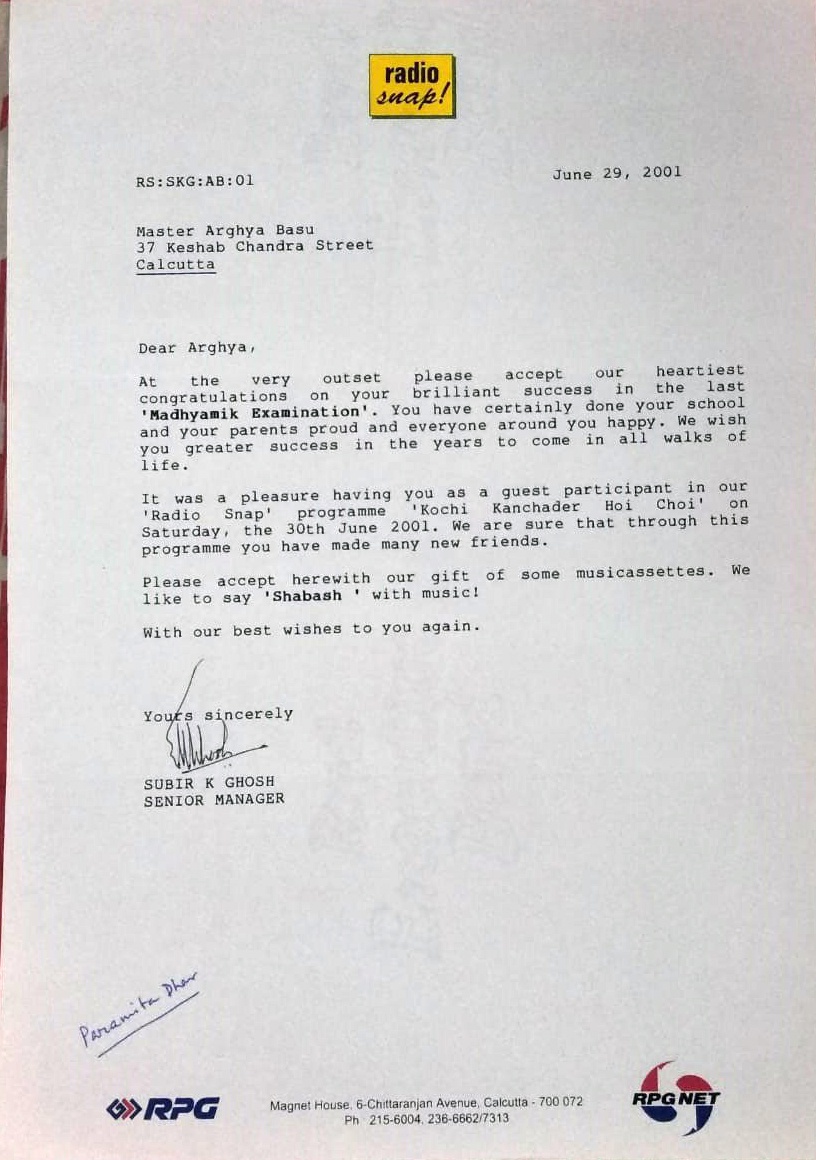 radio
snap!
RS:SKG:AB:01
June 29, 2001
Master Arghya Basu
37 Keshab Chandra Street
Calcutta
Dear Arghya,
At the very outset please accept our heartiest
congratulations on your brilliant success in the last
'Madhyamik Examination'. You have certainly done your school
and your parents proud and everyone around you happy. We wish
you greater success in the years to come in all walks of
life.
It was a pleasure having you as a guest participant in our
'Radio Snap' programme 'Kochi Kanchader Hoi Choi' on
Saturday, the 30th June 2001. We are sure that through this
programme you have made many new friends.
Please accept herewith our gift of some musicassettes. We
like to say 'Shabash ' with music!
With our best wishes to you again.
Yours sincerely
SUBIR K GHOSH
SENIOR MANAGER
Paramita Dhar
RPG
Magnet House, 6-Chittaranjan Avenue, Calcutta - 700 072
Ph 215-6004, 236-6662/7313
RPG NET